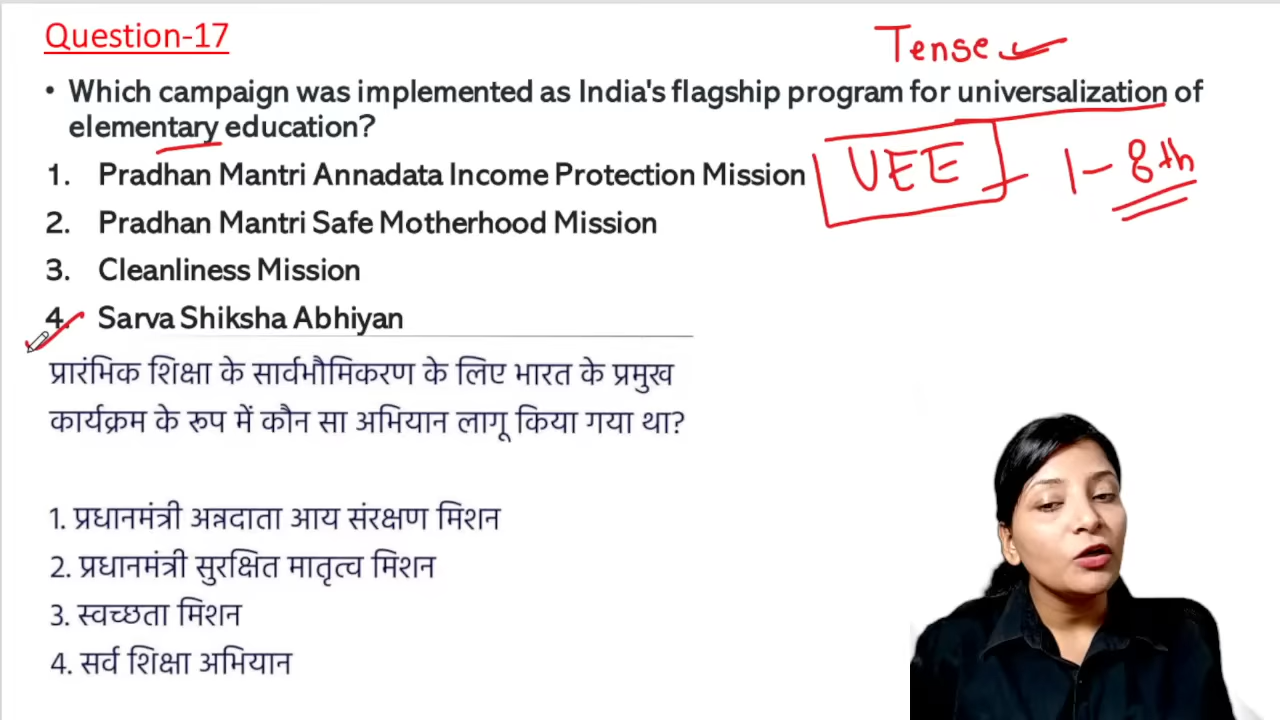 Question-17
Tense
• Which campaign was implemented as India's flagship program for universalization of
elementary education?
UEE - 1-8th
1. Pradhan Mantri Annadata Income Protection Mission
2. Pradhan Mantri Safe Motherhood Mission
3. Cleanliness Mission
4. Sarva Shiksha Abhiyan
प्रारंभिक शिक्षा के सार्वभौमिकरण के लिए भारत के प्रमुख
कार्यक्रम के रूप में कौन सा अभियान लागू किया गया था?
1. प्रधानमंत्री अन्नदाता आय संरक्षण मिशन
2. प्रधानमंत्री सुरक्षित मातृत्व मिशन
3. स्वच्छता मिशन
4. सर्व शिक्षा अभियान